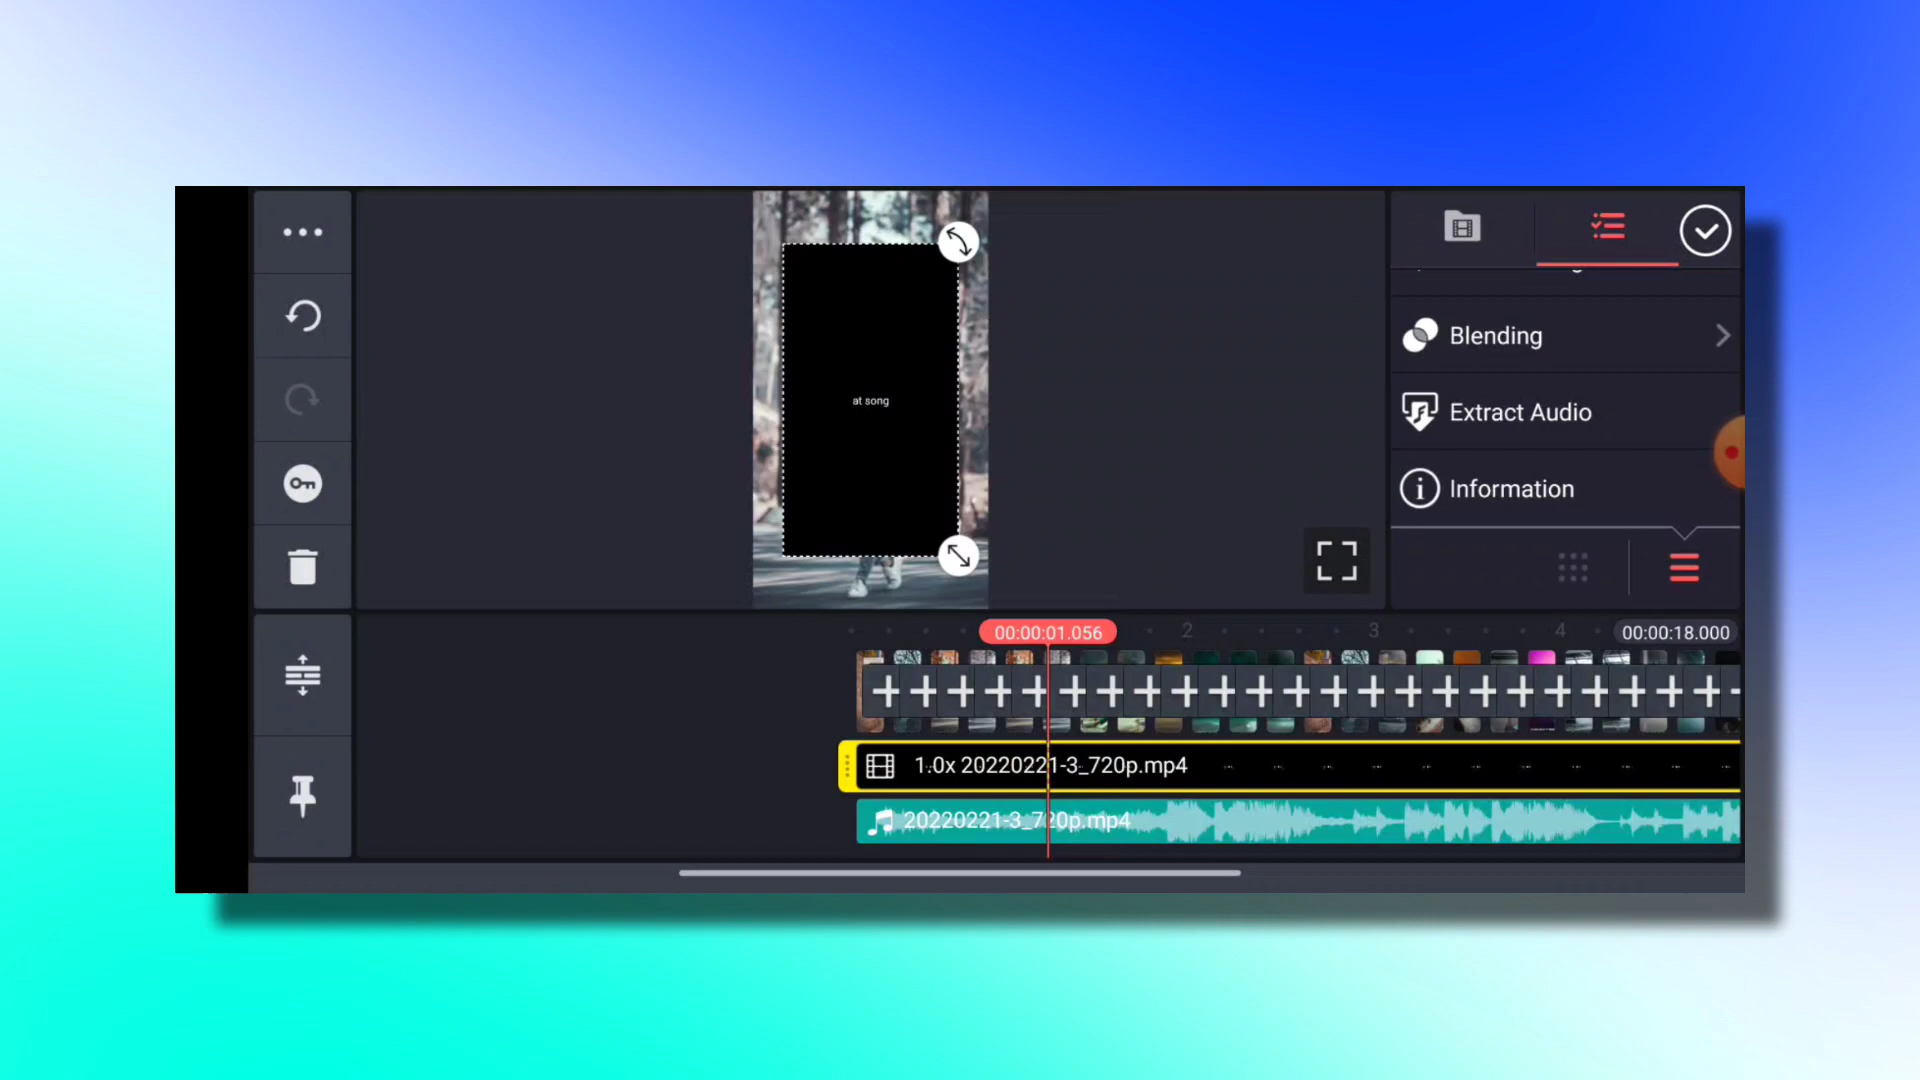 at song
Blending
Extract Audio
Information
00:00:01.056
2
3
4
00:00:18.000
1.0x 20220221-3_720p.mp4
20220221-3_720p.mp4